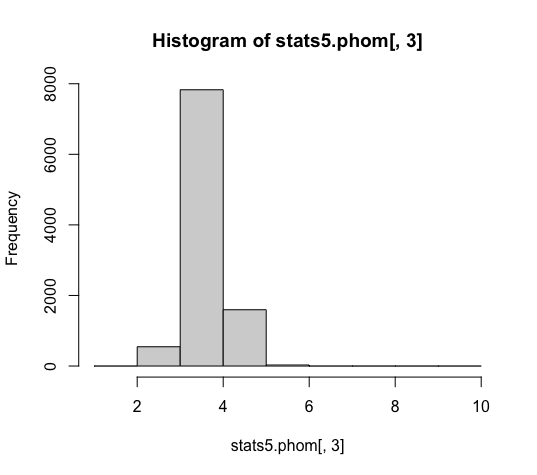 Histogram of stats5.phom[, 3]
Frequency
8000
6000
4000
2000
0
2 4 6 8 10
stats5.phom[, 3]